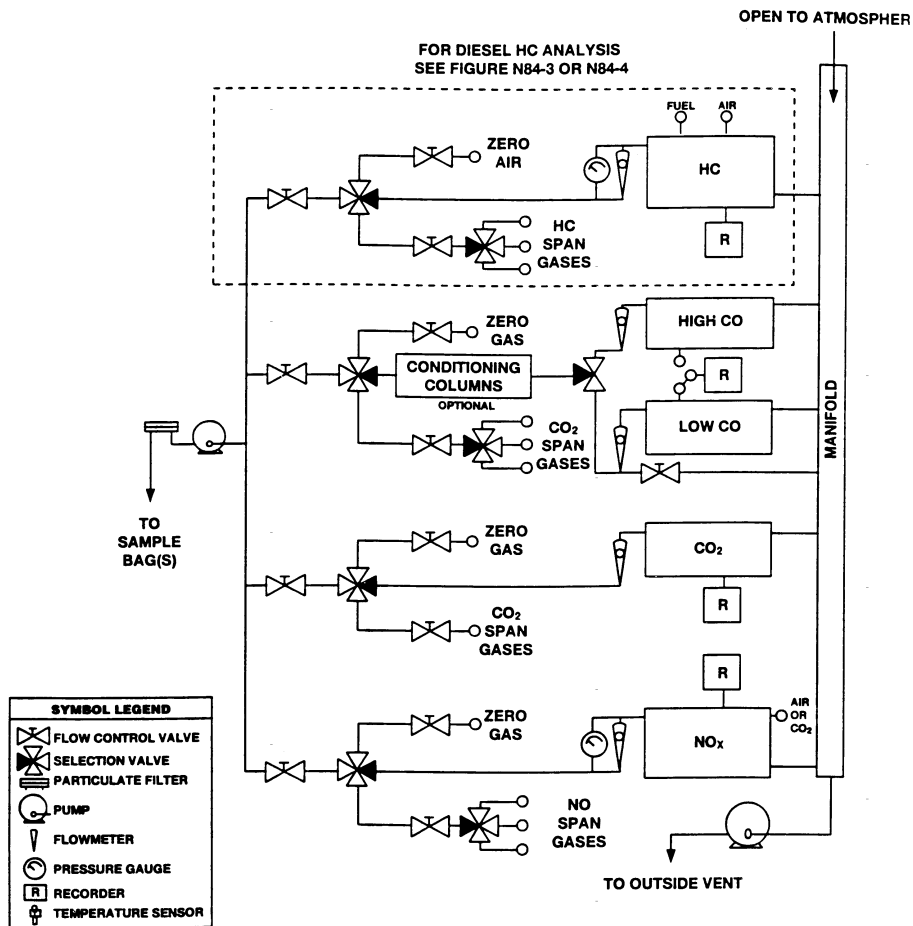 OPEN TO ATMOSPHER
FOR DIESEL HC ANALYSIS
SEE FIGURE N84-3 OR N84-4
FUEL
AIR
ZERO
AIR
HC
R
HC
SPAN
GASES
ZERO
GAS
HIGH CO
CONDITIONING
COLUMNS
OPTIONAL
R
LOW CO
CO₂
SPAN
GASES
MANIFOLD
TO
SAMPLE
BAG(S)
ZERO
GAS
CO₂
R
CO₂
SPAN
GASES
R
ZERO
GAS
NOX
AIR
OR
CO₂
NO
SPAN
GASES
TO OUTSIDE VENT
SYMBOL LEGEND
FLOW CONTROL VALVE
SELECTION VALVE
PARTICULATE FILTER
PUMP
FLOWMETER
PRESSURE GAUGE
R RECORDER
TEMPERATURE SENSOR